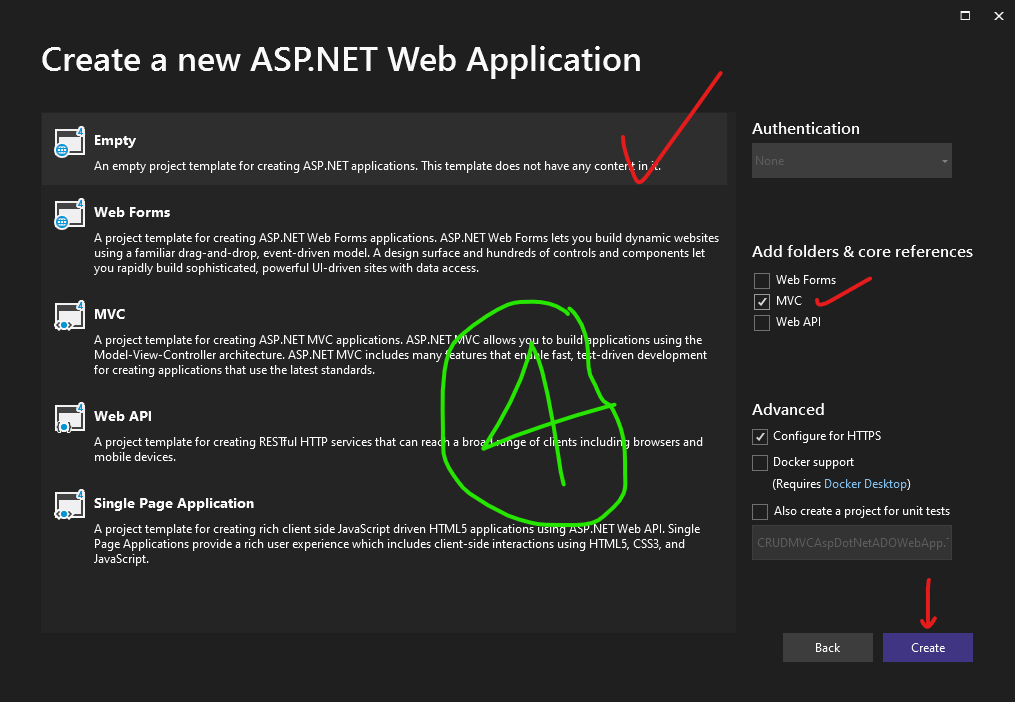 Create a new ASP.NET Web Application
Empty
An empty project template for creating ASP.NET applications. This template does not have any content in it.
Web Forms
A project template for creating ASP.NET Web Forms applications. ASP.NET Web Forms lets you build dynamic websites
using a familiar drag-and-drop, event-driven model. A design surface and hundreds of controls and components let
you rapidly build sophisticated, powerful UI-driven sites with data access.
MVC
A project template for creating ASP.NET MVC applications. ASP.NET MVC allows you to build applications using the
Model-View-Controller architecture. ASP.NET MVC includes many features that enable fast, test-driven development
for creating applications that use the latest standards.
Web API
A project template for creating RESTful HTTP services that can reach a broad range of clients including browsers and
mobile devices.
Single Page Application
A project template for creating rich client side JavaScript driven HTML5 applications using ASP.NET Web API. Single
Page Applications provide a rich user experience which includes client-side interactions using HTML5, CSS3, and
JavaScript.
4
Authentication
None
Add folders & core references
Web Forms
MVC
Web API
Advanced
Configure for HTTPS
Docker support
(Requires Docker Desktop)
Also create a project for unit tests
CRUDMVCAspDotNetADOWebApp.
Back
Create